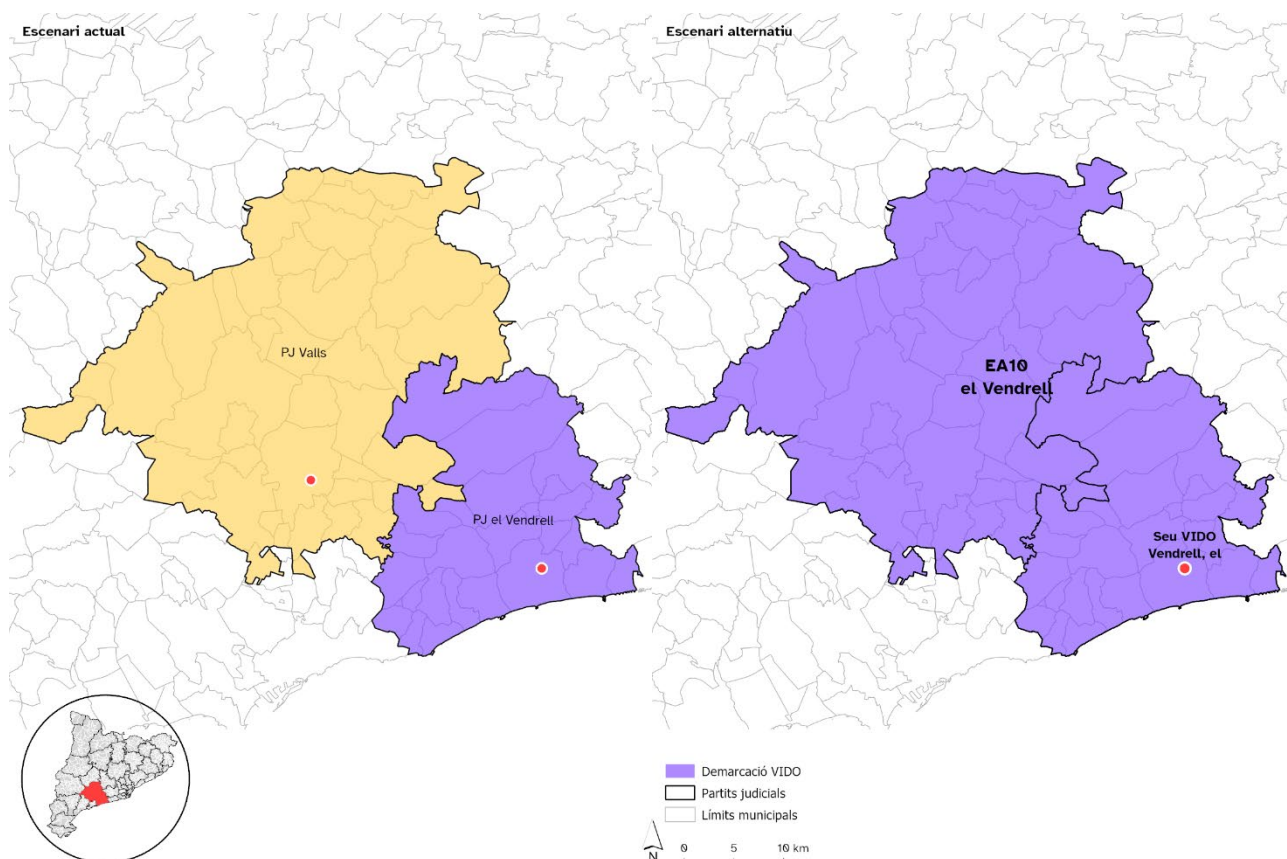 Escenari actual
Escenari alternatiu
PJ Valls
PJ el Vendrell
EA10
el Vendrell
Seu VIDO
Vendrell, el
Demarcació VIDO
Partits judicials
Límits municipals
N
0 5 10 km